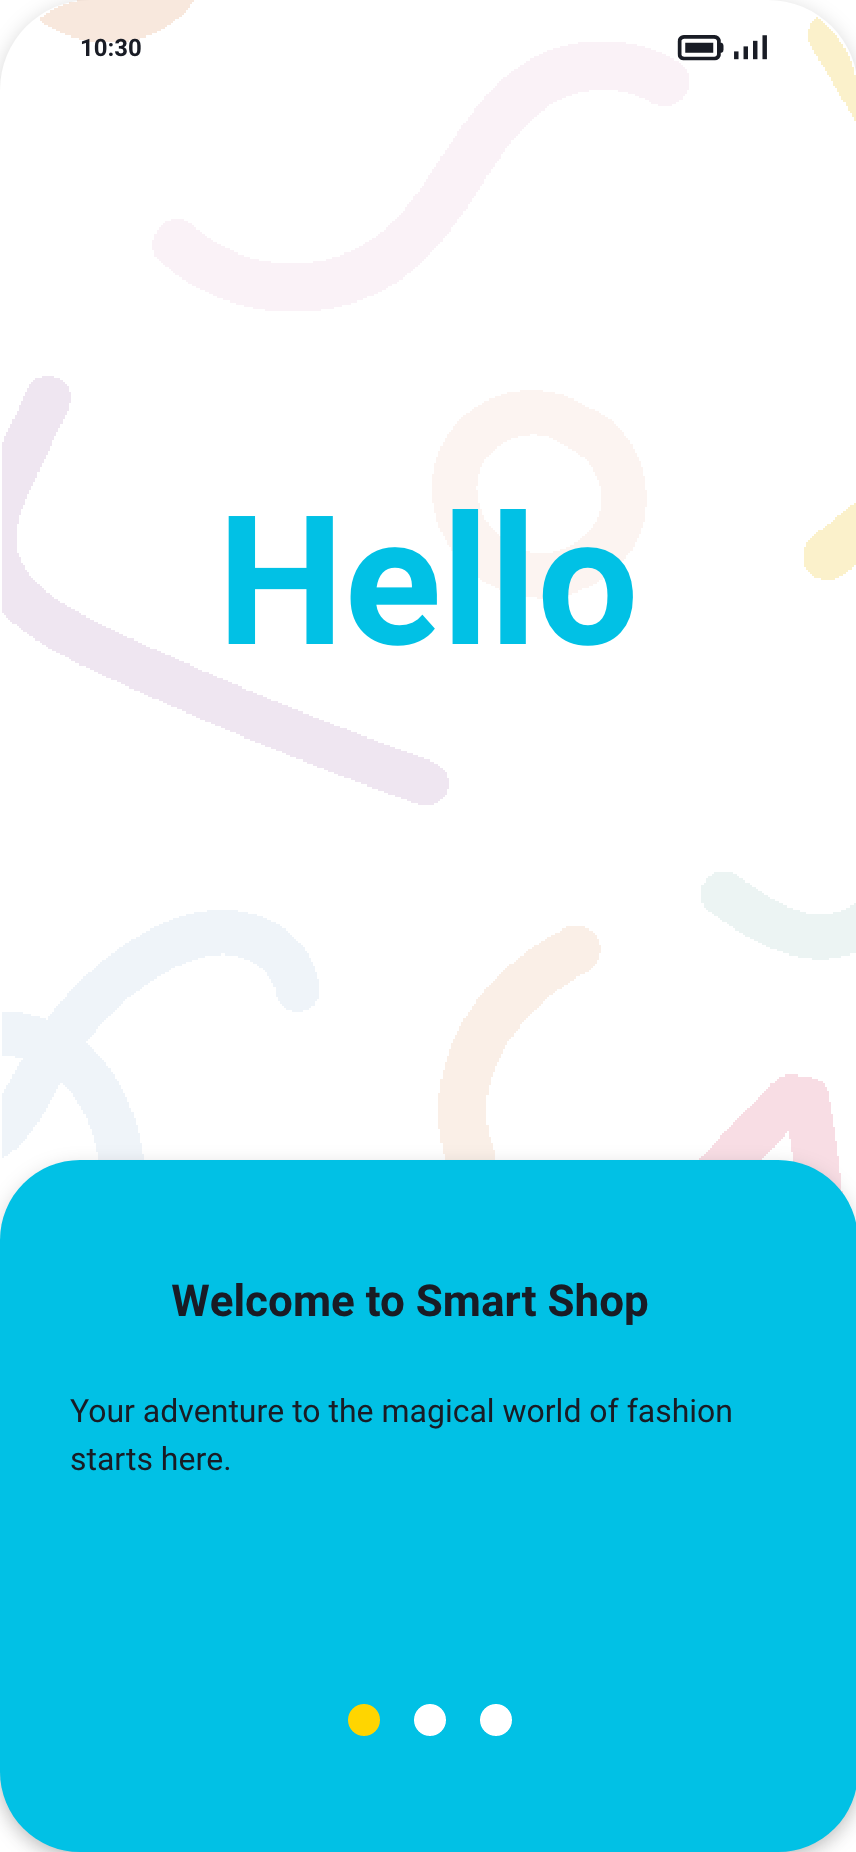 10:30
Hello
Welcome to Smart Shop
Your adventure to the magical world of fashion
starts here.